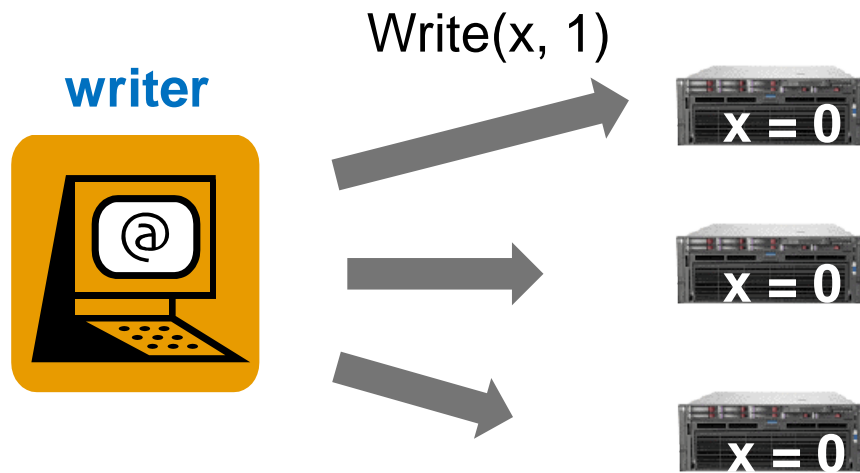 Write(x, 1)
writer
x = 0
@
x = 0
x = 0